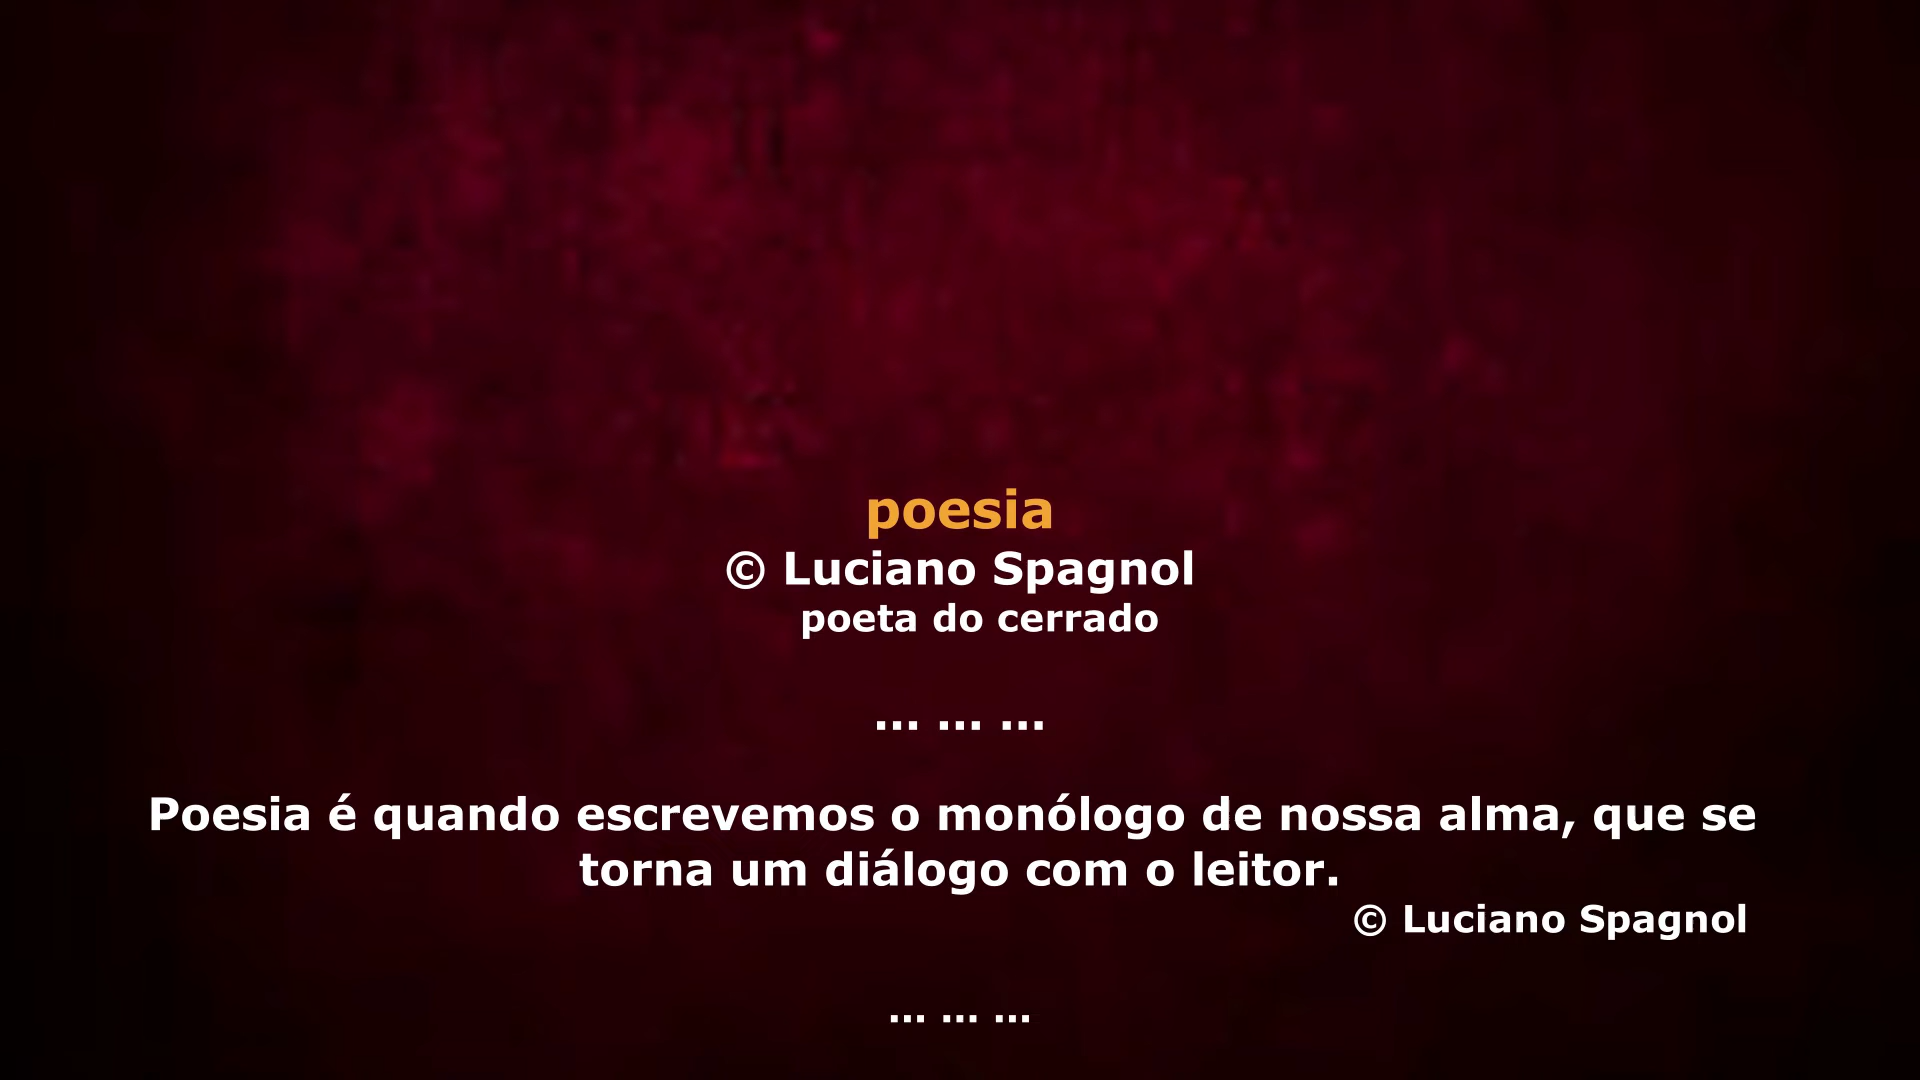 poesia
© Luciano Spagnol
poeta do cerrado
... ... ...
Poesia é quando escrevemos o monólogo de nossa alma, que se
torna um diálogo com o leitor.
© Luciano Spagnol
... ... ...